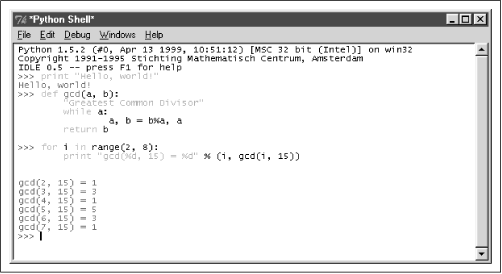 *Python Shell*
File Edit Debug Windows Help
Python 1.5.2 (#0, Apr 13 1999, 10:51:12) [MSC 32 bit (Intel)] on win32
Copyright 1991-1995 Stichting Mathematisch Centrum, Amsterdam
IDLE 0.5 -- press F1 for help
>>> print "Hello, world!"
Hello, world!
>>> def gcd(a, b):
        "Greatest Common Divisor"
        while a:
                a, b = b%a, a
        return b

>>> for i in range(2, 8):
        print "gcd(%d, 15) = %d" % (i, gcd(i, 15))

gcd(2, 15) = 1
gcd(3, 15) = 3
gcd(4, 15) = 1
gcd(5, 15) = 5
gcd(6, 15) = 3
gcd(7, 15) = 1
>>>